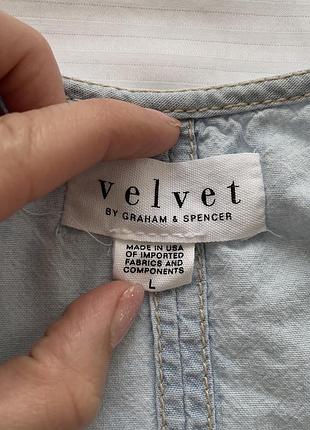 velvet
BY GRAHAM & SPENCER
MADE IN USA
OF IMPORTED
FABRICS AND
COMPONENTS
L